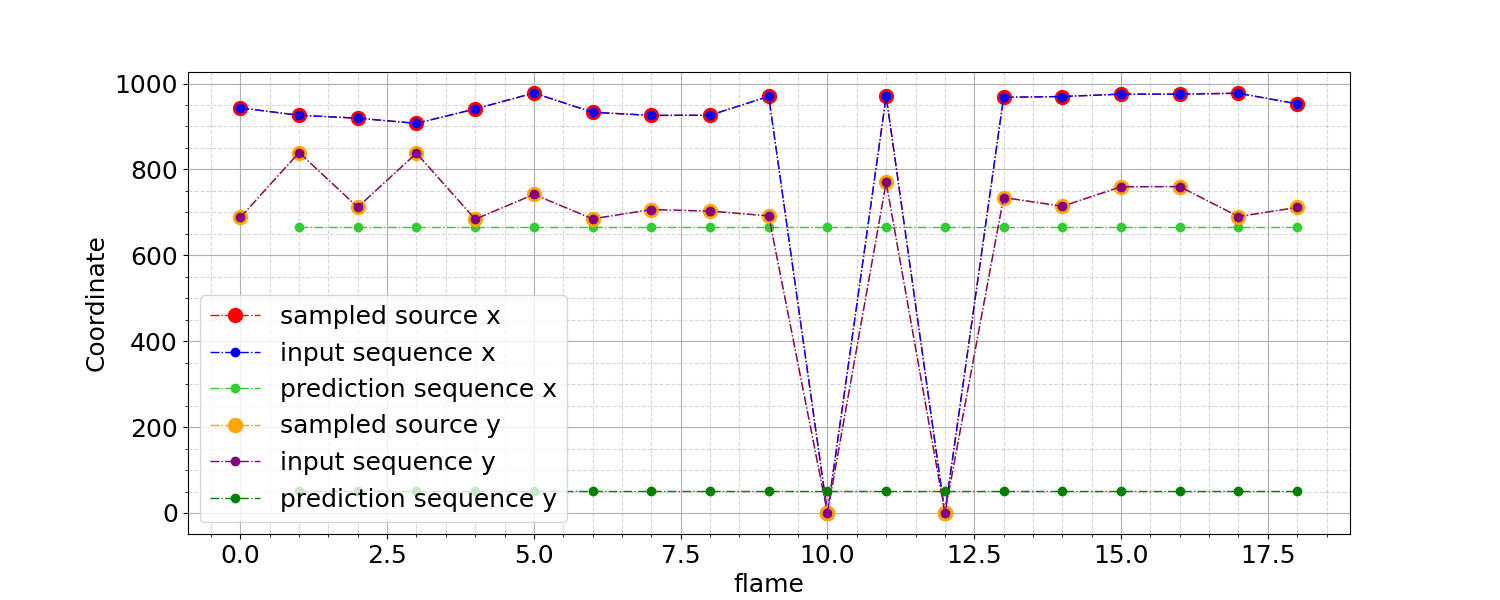 1000
800
600
400
200
0
Coordinate
sampled source x
input sequence x
prediction sequence x
sampled source y
input sequence y
prediction sequence y
0.0 2.5 5.0 7.5 10.0 12.5 15.0 17.5
flame